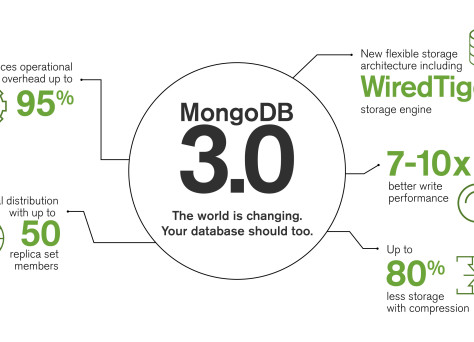 operational
overhead up to
95%
distribution
with up to
50
replica set
members
MongoDB
3.0
The world is changing.
Your database should too.
New flexible storage
architecture including
storage engine
7-10x
better write
performance
Up to
80%
less storage
with compression